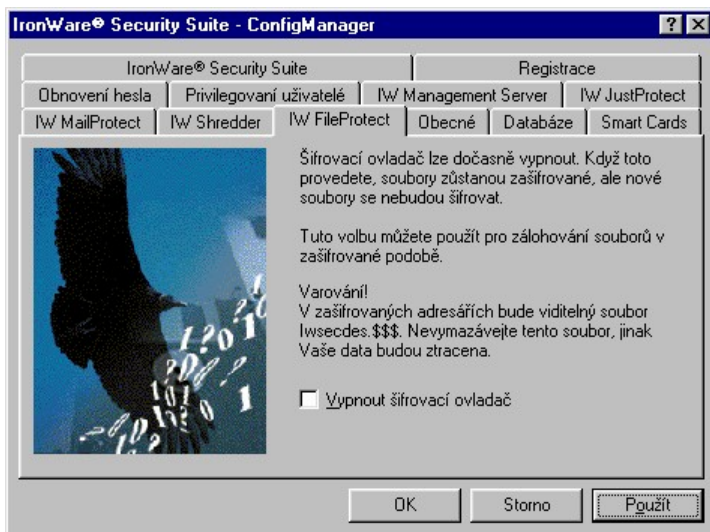 IronWare® Security Suite - ConfigManager
IronWare® Security Suite
Registrace
Obnovení hesla
Privilegovaní uživatelé
IW Management Server
IW JustProtect
IW MailProtect
IW Shredder
IW FileProtect
Obecné
Databáze
Smart Cards
Šifrovací ovladač lze dočasně vypnout. Když toto
provedete, soubory zůstanou zašifrované, ale nové
soubory se nebudou šifrovat.
Tuto volbu můžete použít pro zálohování souborů v
zašifrované podobě.
Varování!
V zašifrovaných adresářích bude viditelný soubor
Iwsecdes.$$$. Nevymazávejte tento soubor, jinak
Vaše data budou ztracena.
Vypnout šifrovací ovladač
OK
Storno
Použít